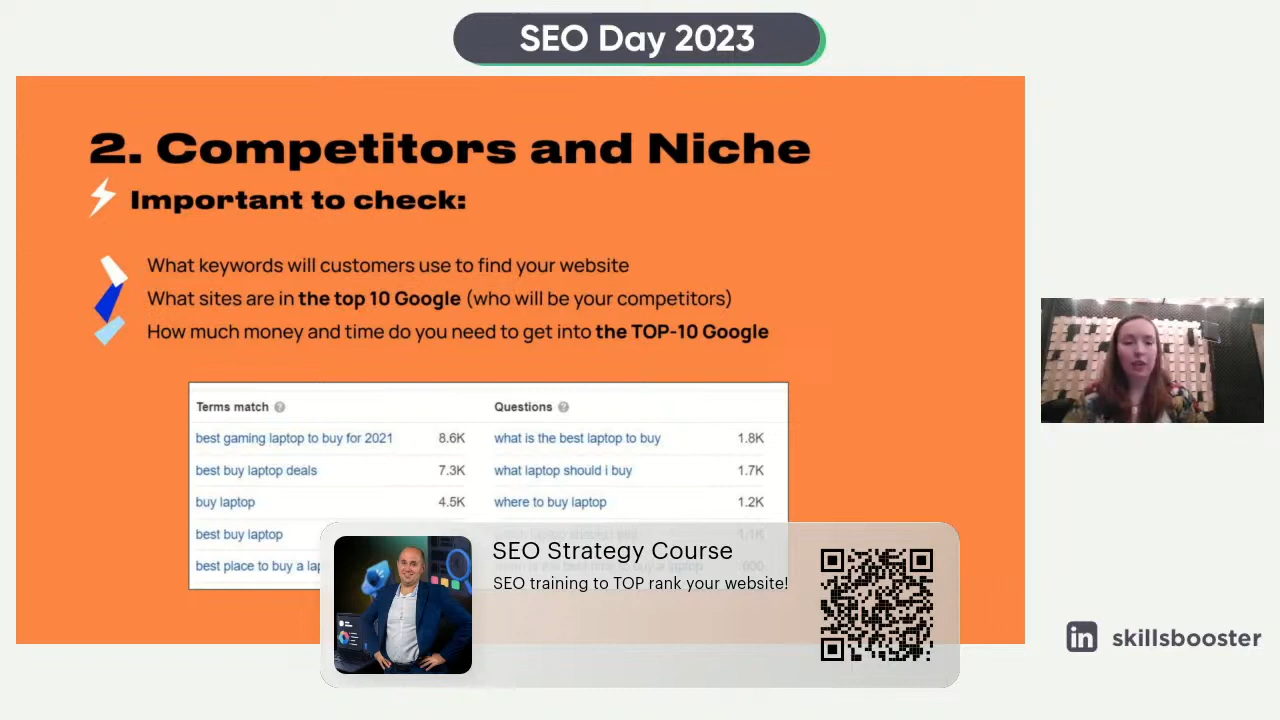 SEO Day 2023
2. Competitors and Niche
Important to check:
What keywords will customers use to find your website
What sites are in the top 10 Google (who will be your competitors)
How much money and time do you need to get into the TOP-10 Google
Terms match ? Questions ?
best gaming laptop to buy for 2021 8.6K what is the best laptop to buy 1.8K
best buy laptop deals 7.3K what laptop should i buy 1.7K
buy laptop 4.5K where to buy laptop 1.2K
best buy laptop 1.1K
best place to buy a lap
SEO Strategy Course
SEO training to TOP rank your website!
in skillsbooster